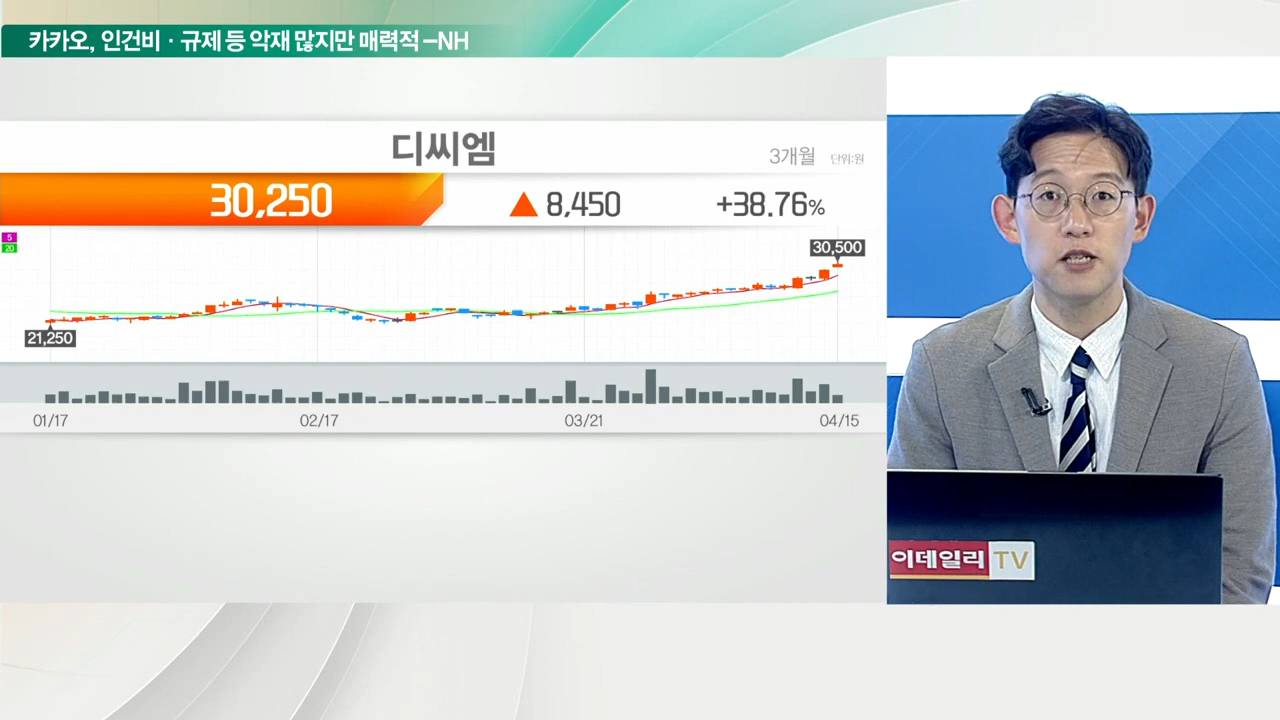 카카오, 인건비 · 규제 등 악재 많지만 매력적 –NH
디씨엠
3개월 단위:원
30,250 ▲ 8,450 +38.76%
5
20
30,500
21,250
01/17 02/17 03/21 04/15
이데일리 TV